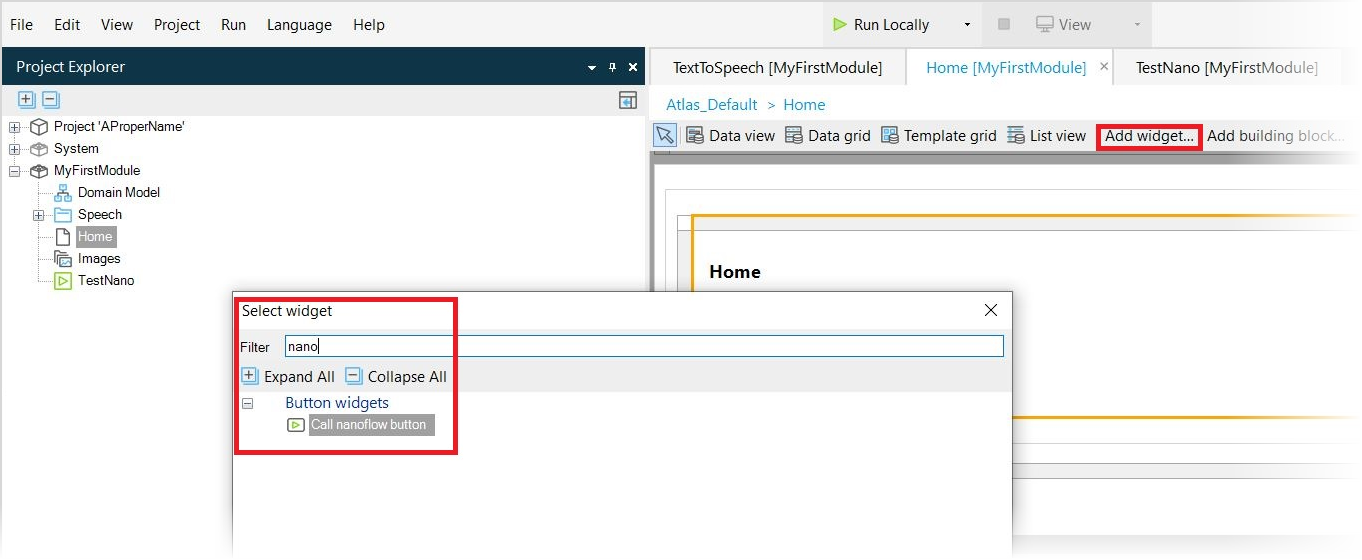 File Edit View Project Run Language Help Run Locally View
Project Explorer
TextToSpeech [MyFirstModule] Home [MyFirstModule] TestNano [MyFirstModule]
Atlas_Default > Home
Data view Data grid Template grid List view Add widget... Add building block...
Project 'AProperName'
System
MyFirstModule
Domain Model
Speech
Home
Images
TestNano
Home
Select widget
Filter nano
Expand All Collapse All
Button widgets
Call nanoflow button